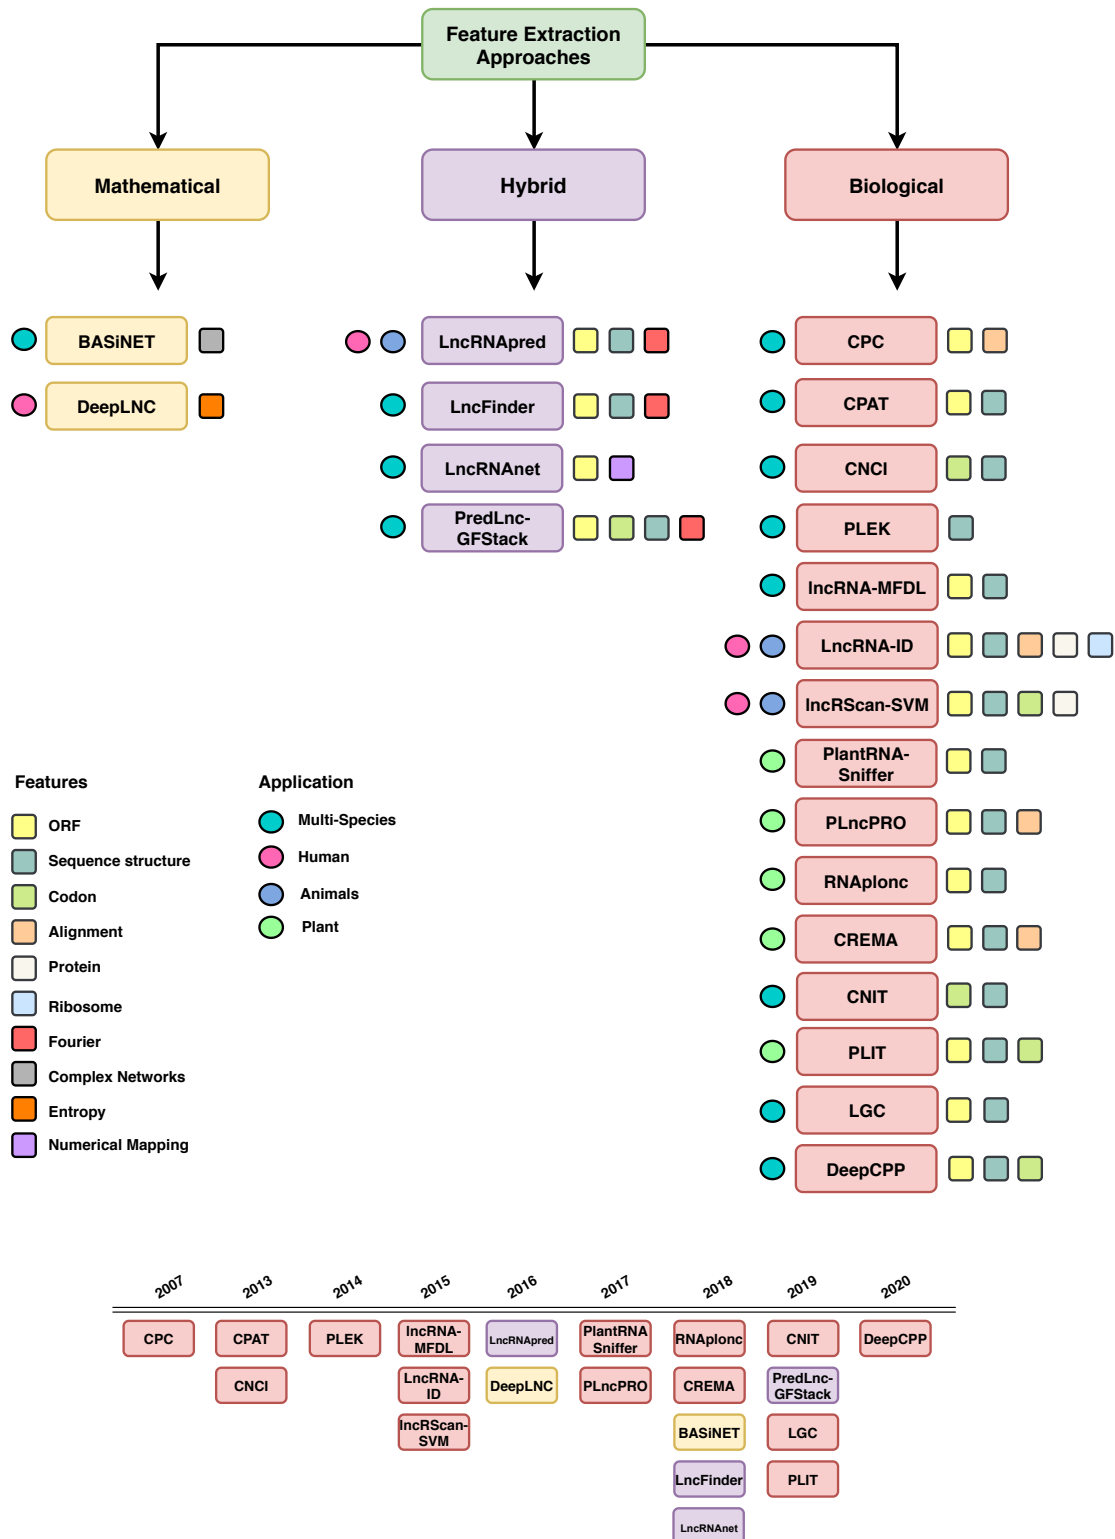 Feature Extraction
Approaches
Mathematical
Hybrid
Biological
BASiNET
DeepLNC
LncRNApred
LncFinder
LncRNAnet
PredLnc-
GFStack
CPC
CPAT
CNCI
PLEK
lncRNA-MFDL
LncRNA-ID
lncRScan-SVM
PlantRNA-
Sniffer
PLncPRO
RNAplonc
CREMA
CNIT
PLIT
LGC
DeepCPP
Features
ORF
Sequence structure
Codon
Alignment
Protein
Ribosome
Fourier
Complex Networks
Entropy
Numerical Mapping
Application
Multi-Species
Human
Animals
Plant
2007
2013
2014
2015
2016
2017
2018
2019
2020
CPC
CPAT
CNCI
PLEK
lncRNA-
MFDL
LncRNA-
ID
lncRScan-
SVM
LncRNApred
DeepLNC
PlantRNA
Sniffer
PLncPRO
RNAplonc
CREMA
BASiNET
LncFinder
LncRNAnet
CNIT
PredLnc-
GFStack
LGC
PLIT
DeepCPP